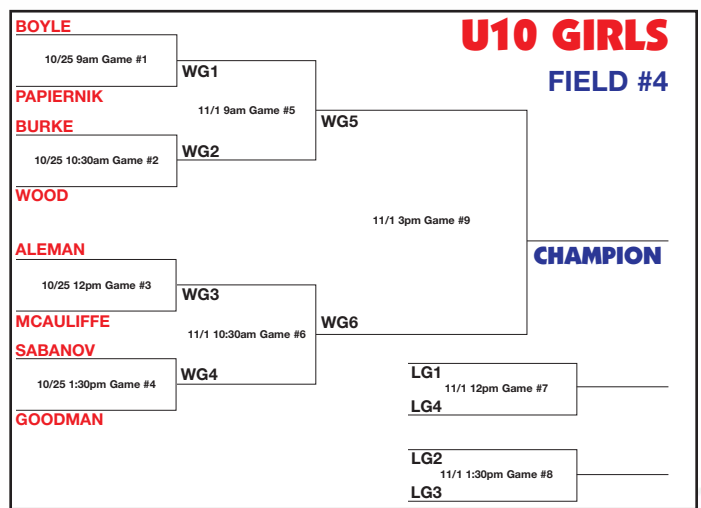 BOYLE
U10 GIRLS
10/25 9am Game #1
WG1
FIELD #4
PAPIERNIK
11/1 9am Game #5
WG5
BURKE
10/25 10:30am Game #2
WG2
WOOD
11/1 3pm Game #9
ALEMAN
CHAMPION
10/25 12pm Game #3
WG3
MCAULIFFE
11/1 10:30am Game #6
WG6
SABANOV
10/25 1:30pm Game #4
WG4
GOODMAN
LG1
11/1 12pm Game #7
LG4
LG2
11/1 1:30pm Game #8
LG3